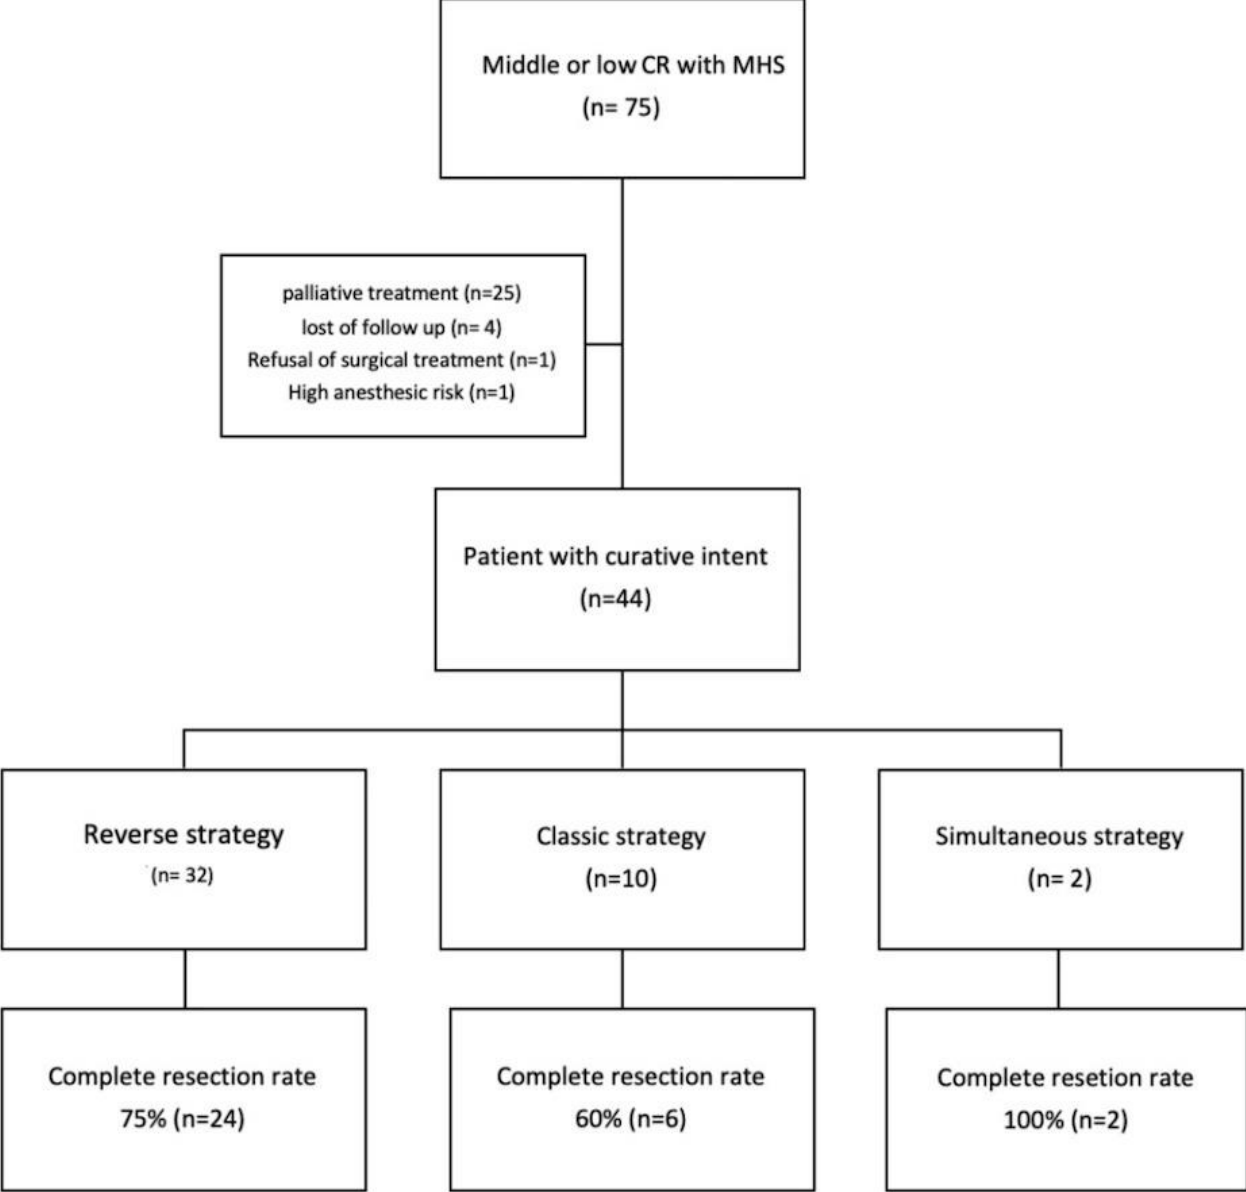 Middle or low CR with MHS
(n= 75)
palliative treatment (n=25)
lost of follow up (n= 4)
Refusal of surgical treatment (n=1)
High anesthesic risk (n=1)
Patient with curative intent
(n=44)
Reverse strategy
(n= 32)
Classic strategy
(n=10)
Simultaneous strategy
(n= 2)
Complete resection rate
75% (n=24)
Complete resection rate
60% (n=6)
Complete resetion rate
100% (n=2)